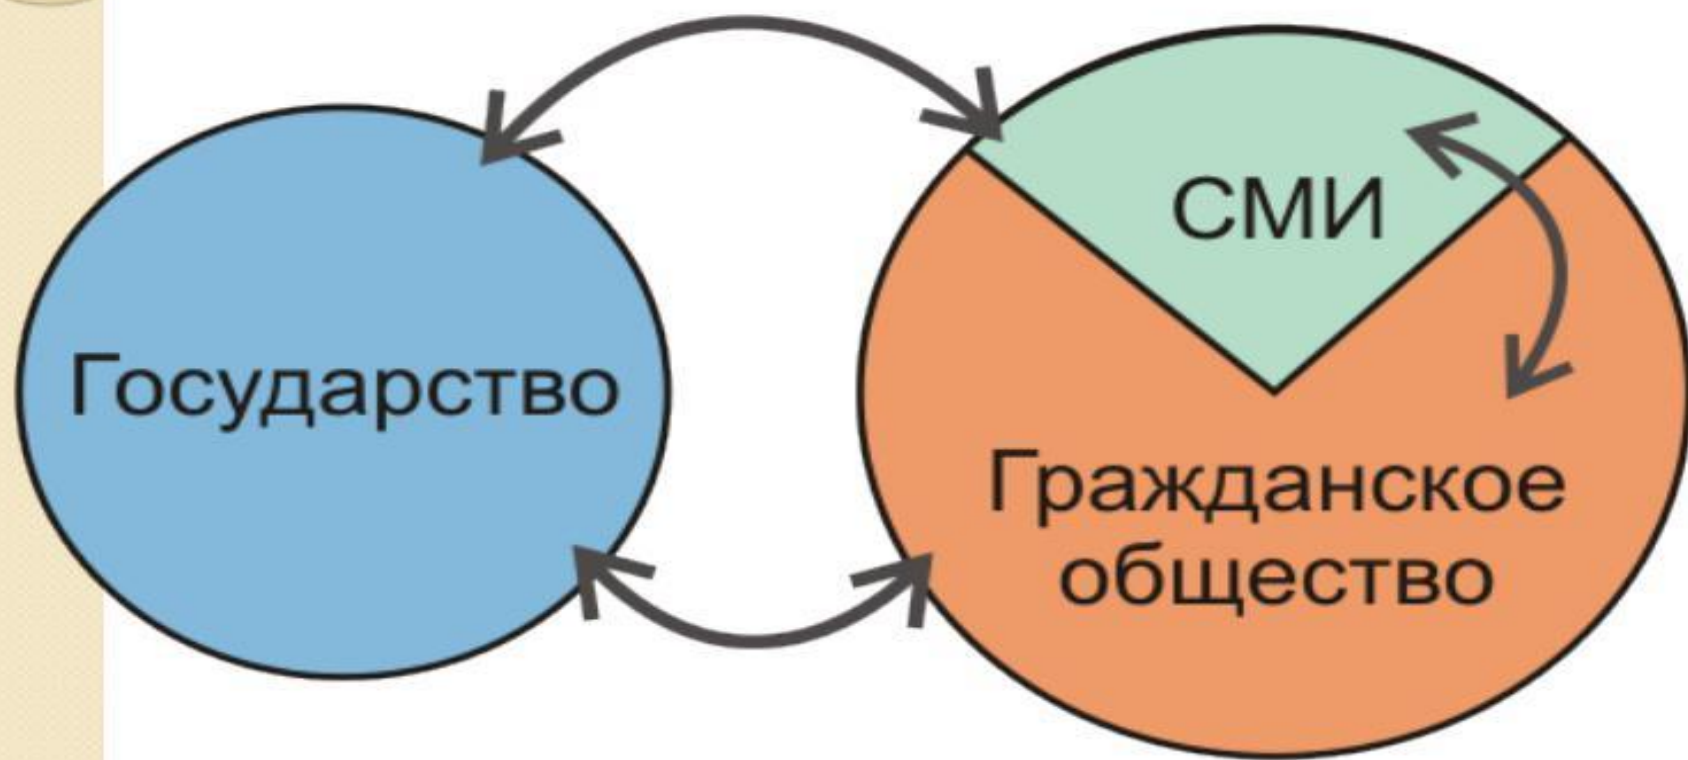 СМИ
Государство
Гражданское
общество